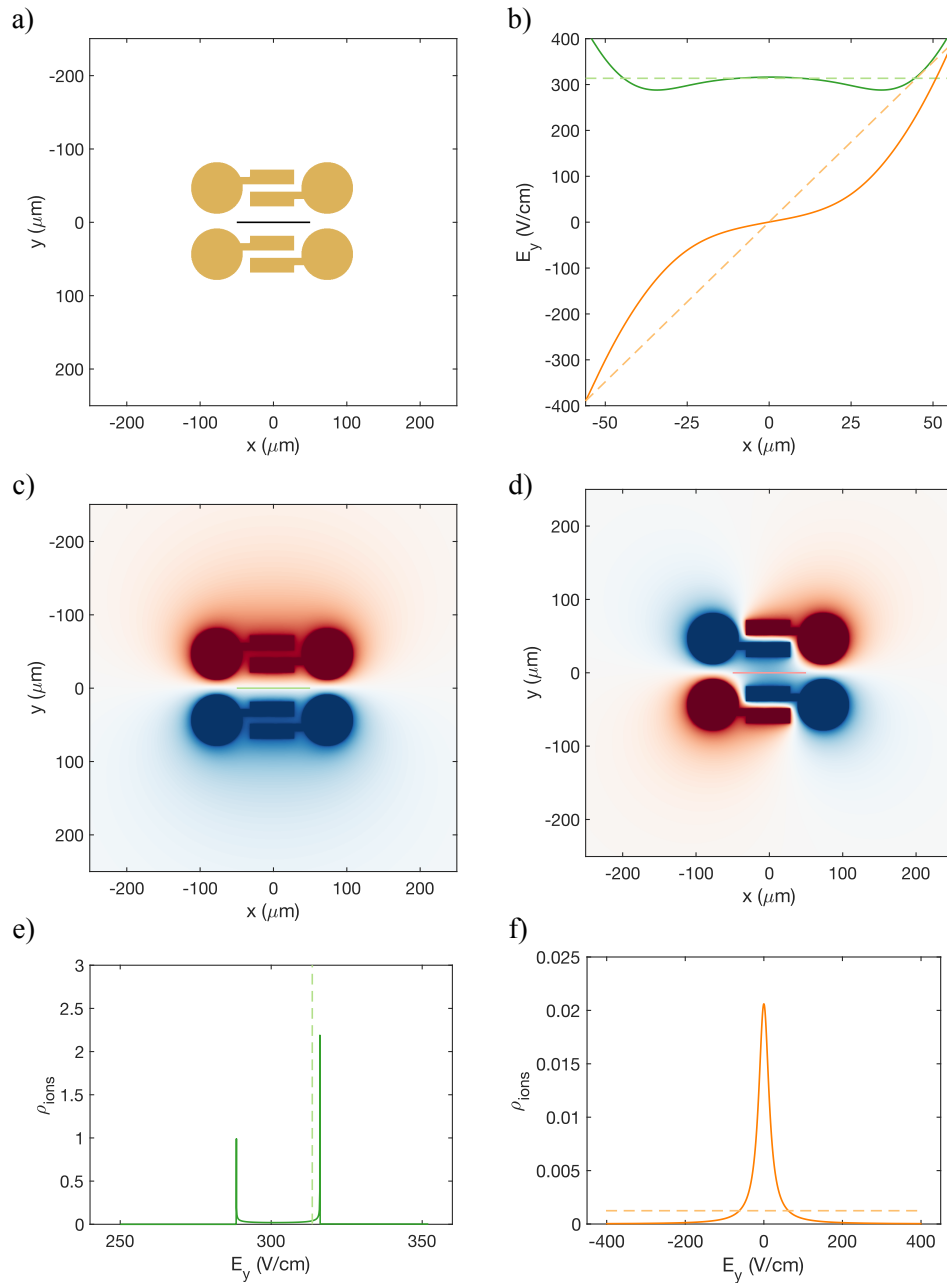 a)
-200
-100
0
100
200
y (μm)
-200 -100 0 100 200
x (μm)
b)
400
300
200
100
0
-100
-200
-300
-400
E_y (V/cm)
-50 -25 0 25 50
x (μm)
c)
-200
-100
0
100
200
y (μm)
-200 -100 0 100 200
x (μm)
d)
200
100
0
-100
-200
y (μm)
-200 -100 0 100 200
x (μm)
e)
3
2.5
2
1.5
1
0.5
0
ρ_ions
250 300 350
E_y (V/cm)
f)
0.025
0.02
0.015
0.01
0.005
0
ρ_ions
-400 -200 0 200 400
E_y (V/cm)